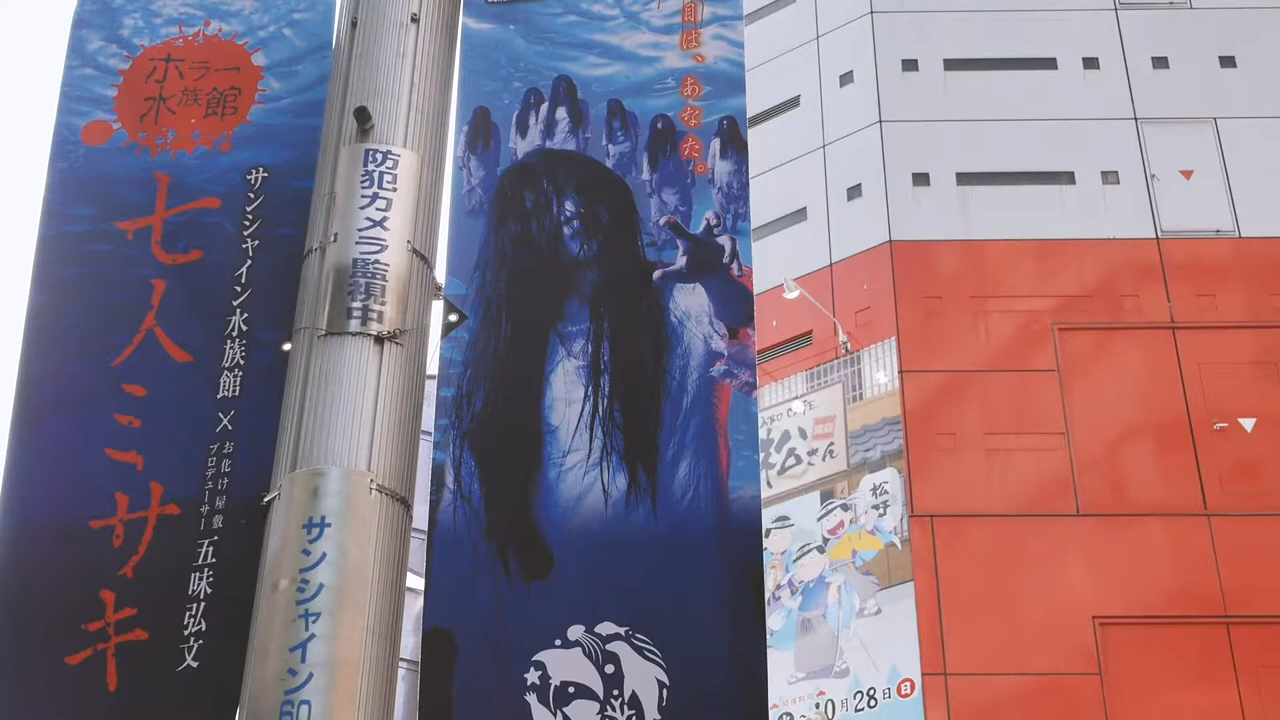 ホラー
水族館
七人ミサキ
サンシャイン水族館×
お化け屋敷
プロデューサー
五味弘文
防犯カメラ監視中
サンシャイン60
目は、あなた。
CAFE
松さん
松野
10月28日(日)